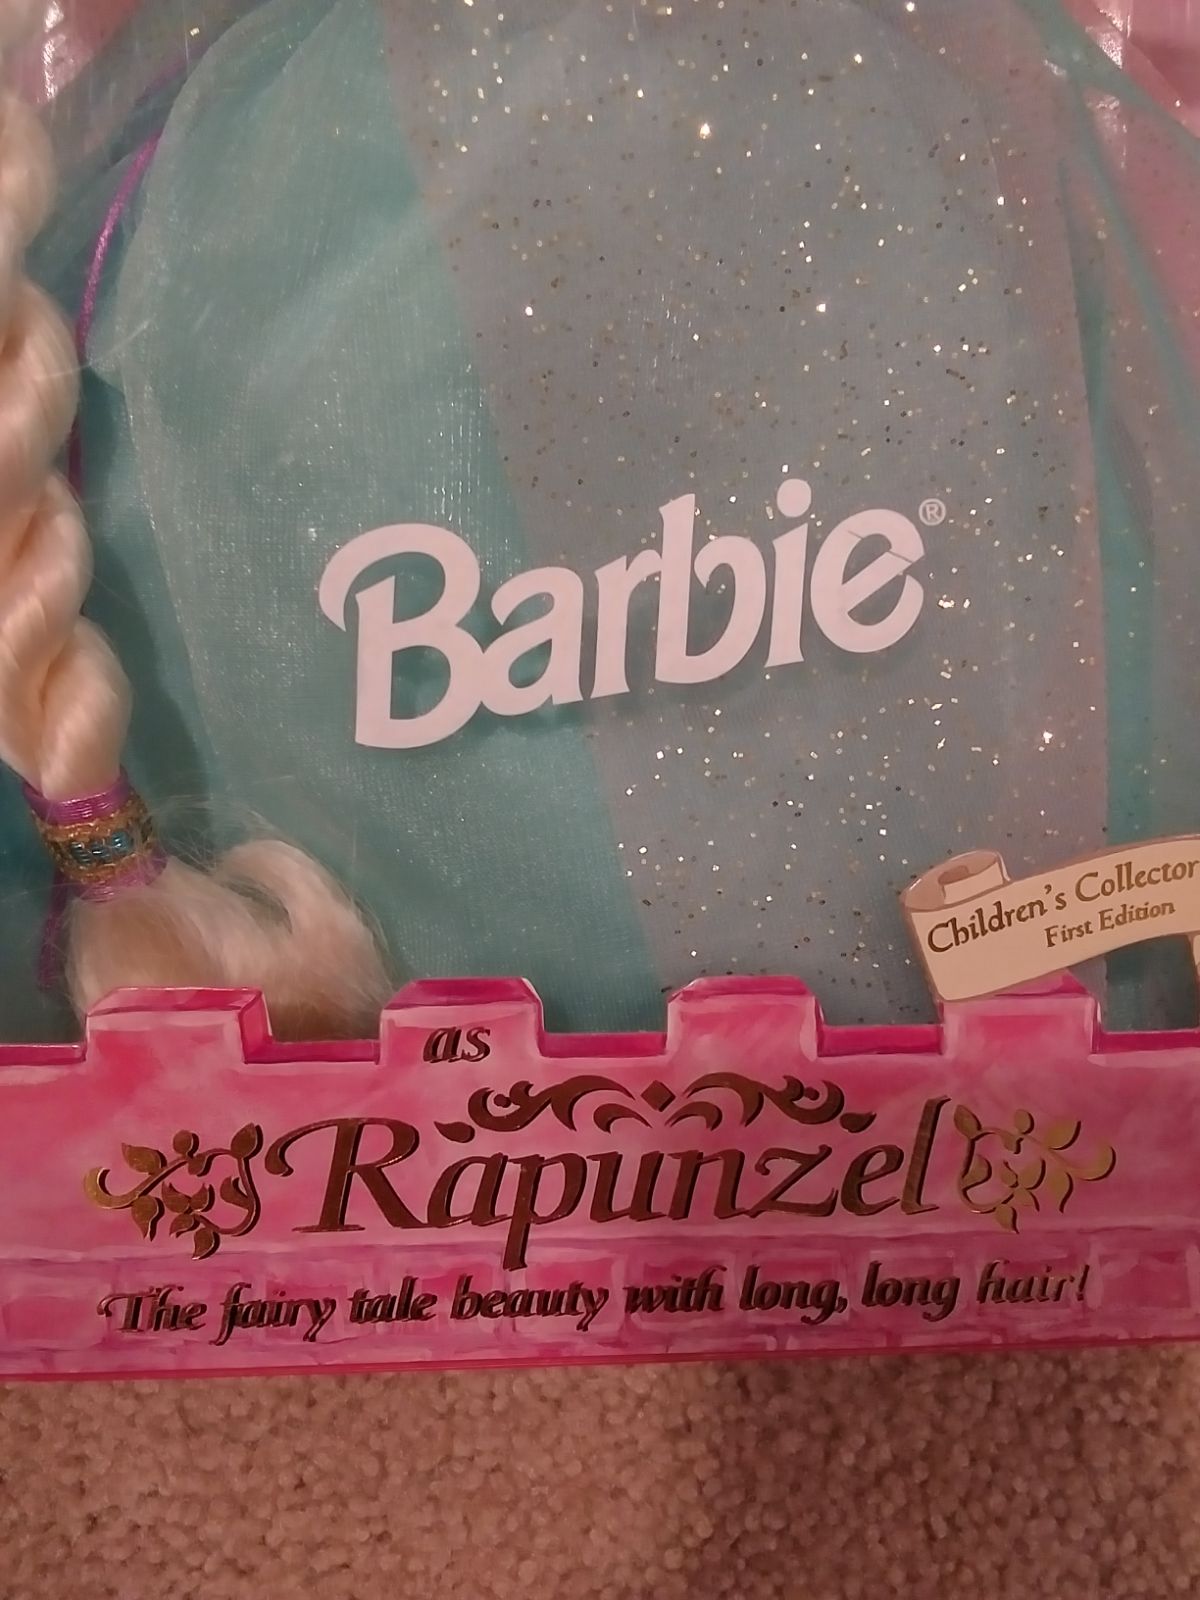 Barbie®
Children's Collector
First Edition
as
Rapunzel
The fairy tale beauty with long, long hair!